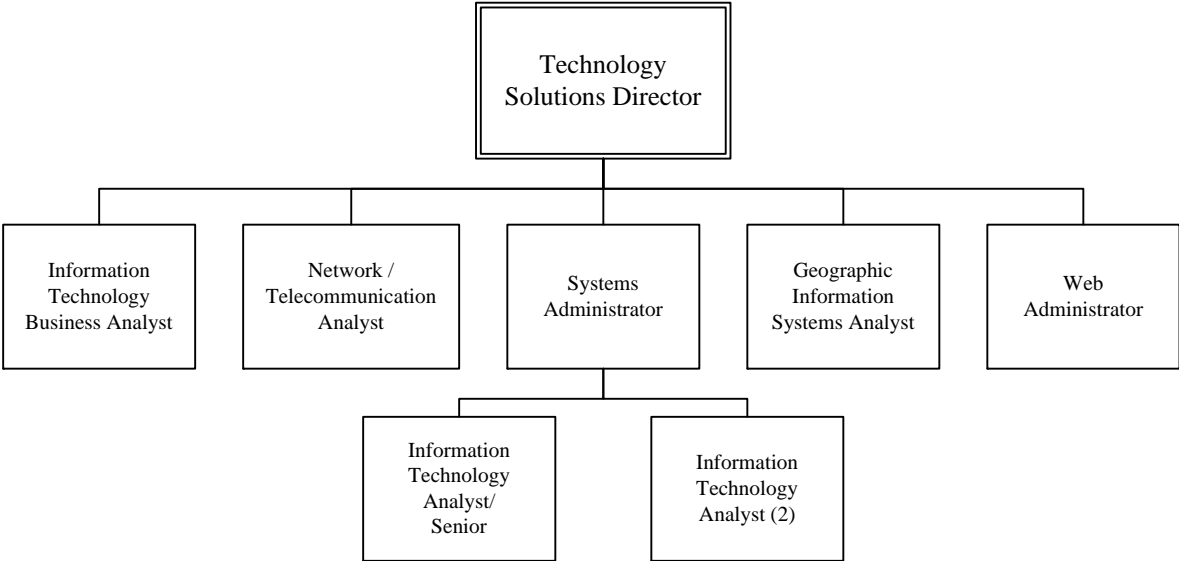 Technology
Solutions Director
Information
Technology
Business Analyst
Network /
Telecommunication
Analyst
Systems
Administrator
Geographic
Information
Systems Analyst
Web
Administrator
Information
Technology
Analyst/
Senior
Information
Technology
Analyst (2)